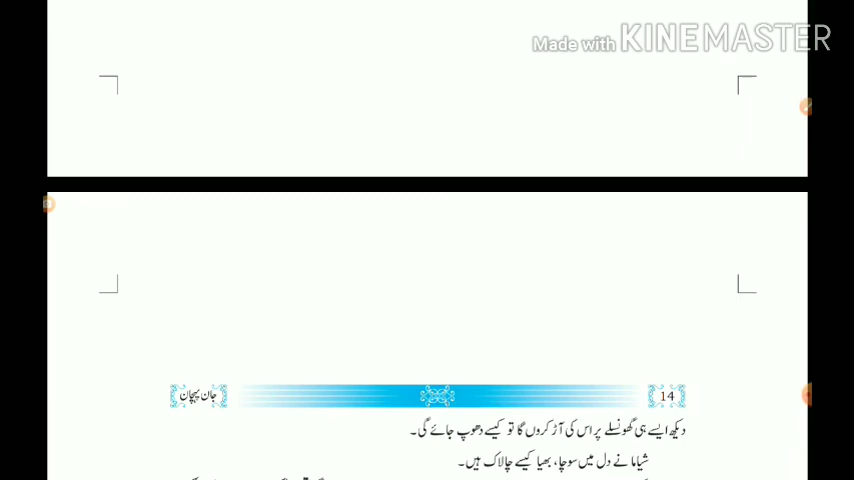 Made with KINEMASTER
جان پہچان
14
دیکھ ایسے ہی گھونسلے پر اس کی آڑ کروں گا تو کیسے دھوپ جائے گی۔
شیاما نے دل میں سوچا، بھیا کیسے چالاک ہیں۔